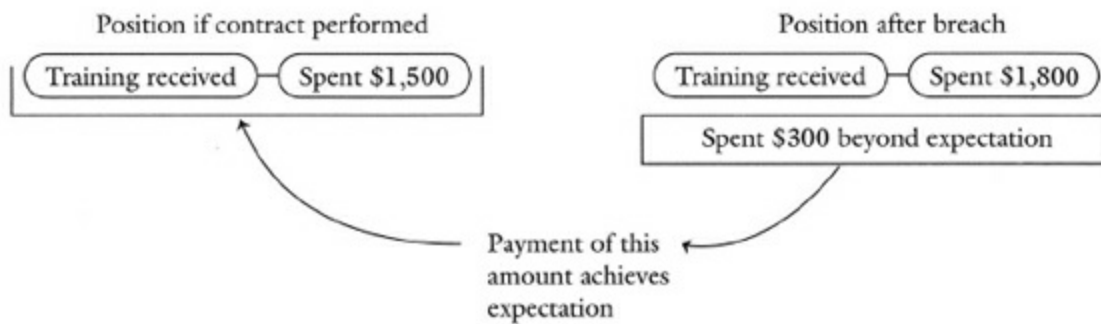 Position if contract performed
Position after breach
Training received
Spent $1,500
Training received
Spent $1,800
Spent $300 beyond expectation
Payment of this
amount achieves
expectation